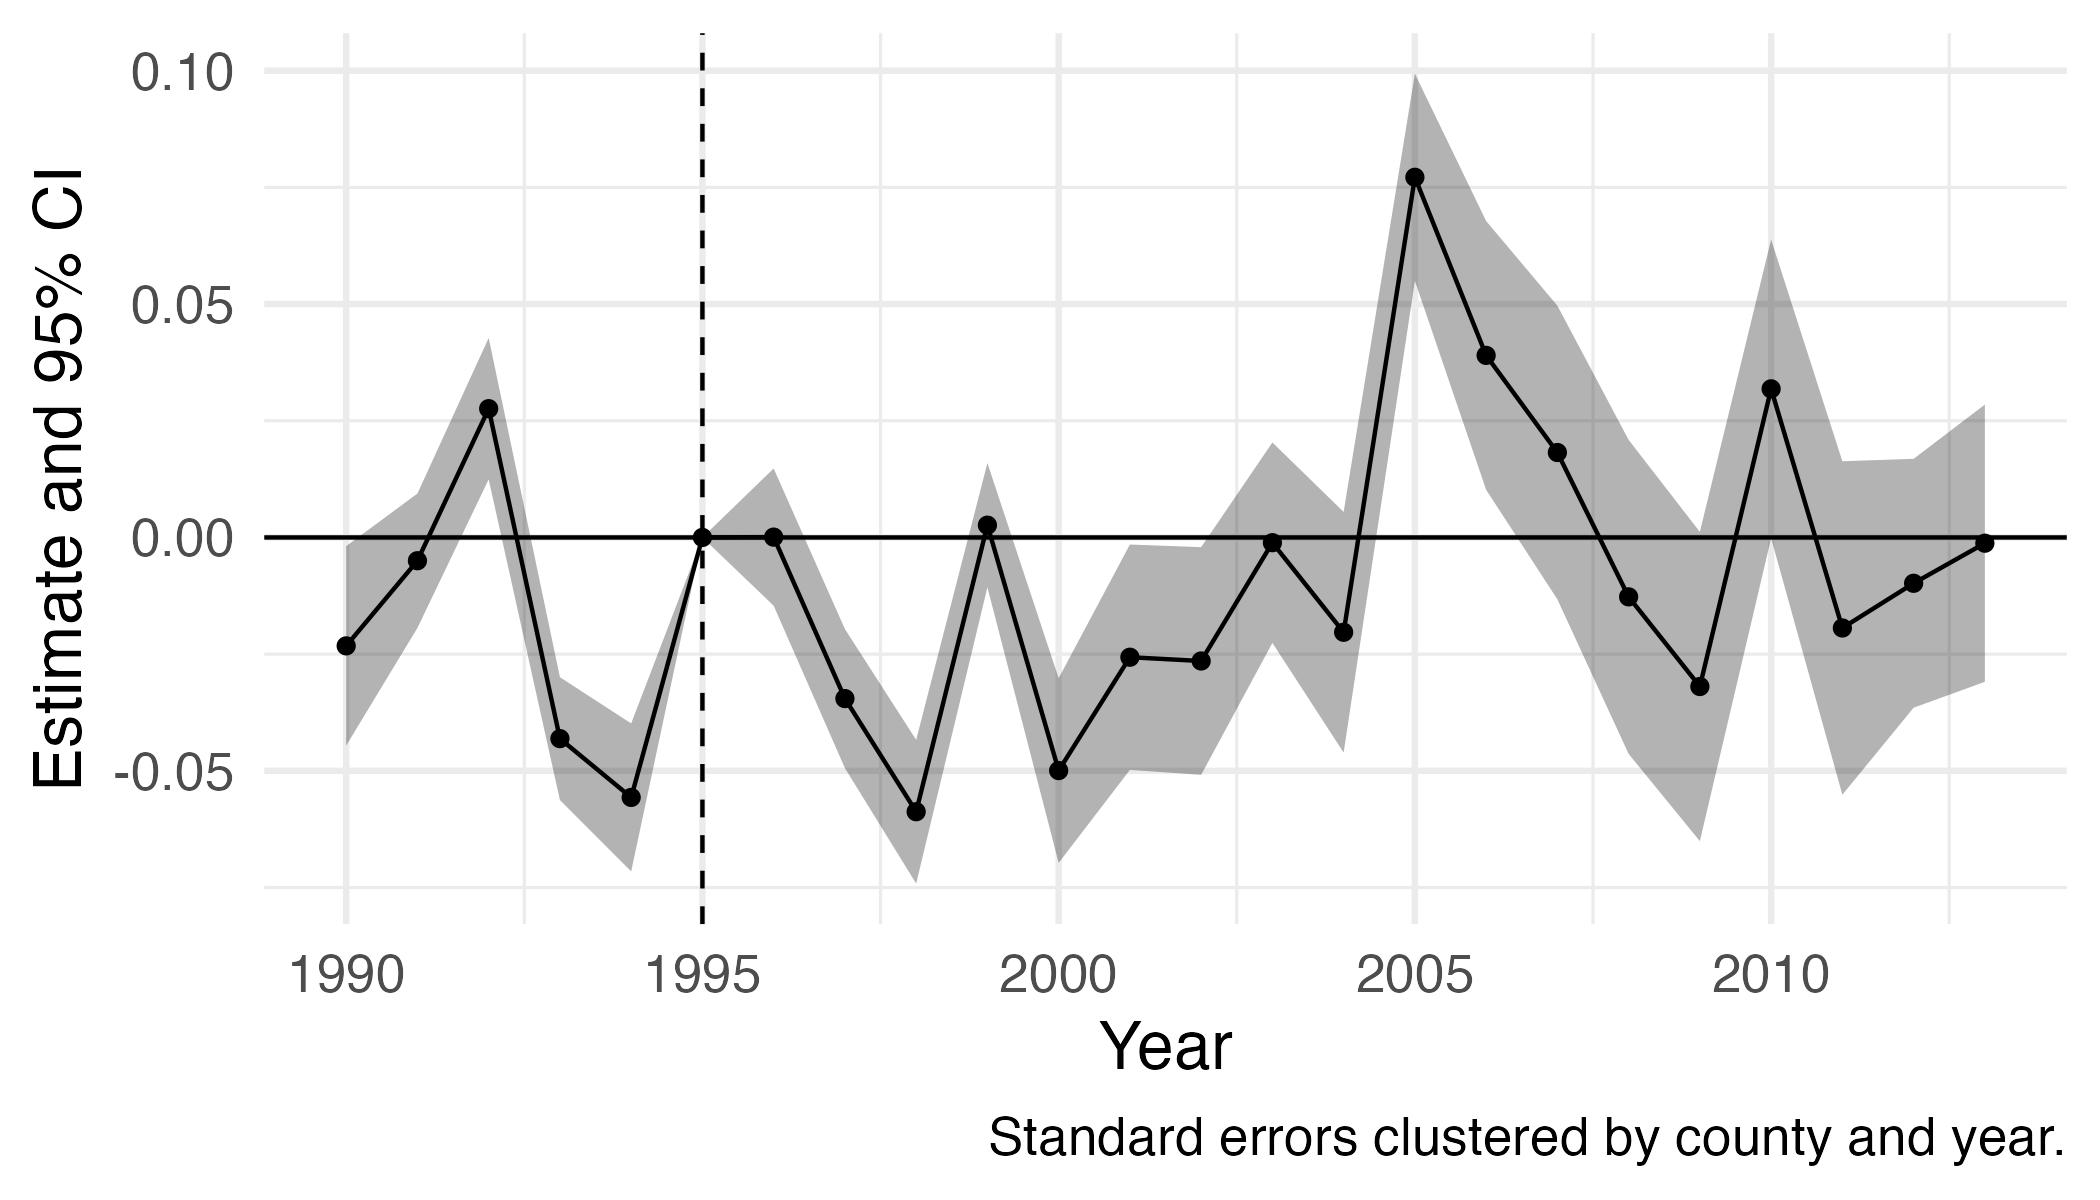 Estimate and 95% CI
0.10
0.05
0.00
-0.05
1990 1995 2000 2005 2010
Year
Standard errors clustered by county and year.